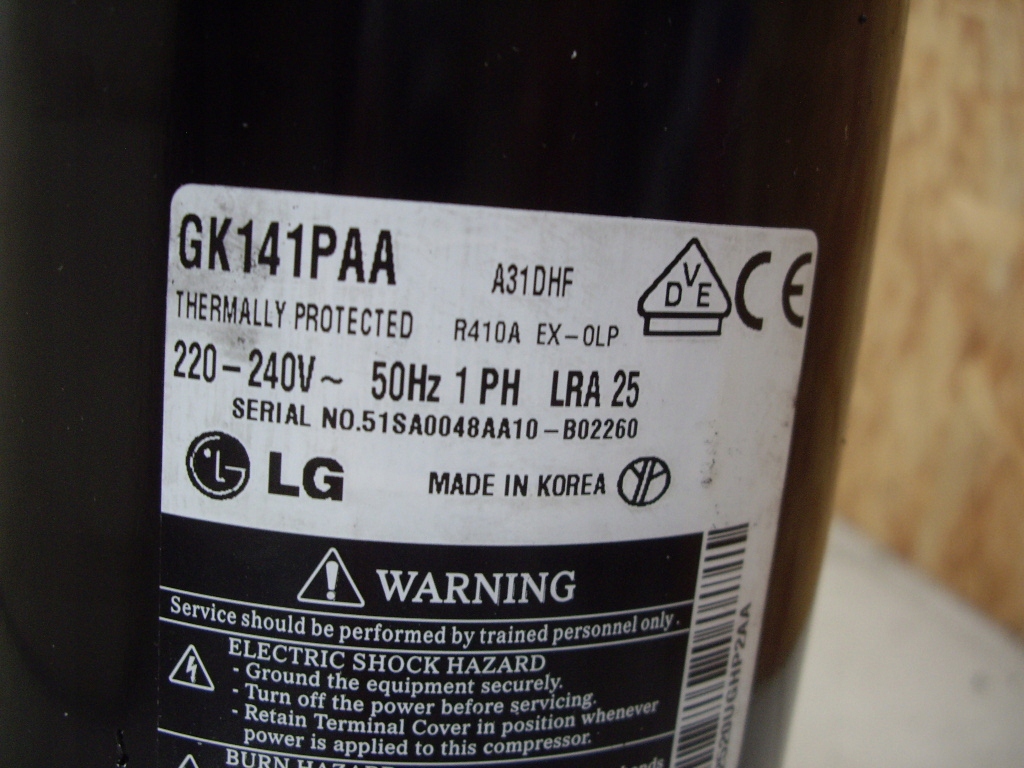 GK141PAA
A31DHF
VDE
CE
THERMALLY PROTECTED
R410A EX-OLP
220-240V~ 50Hz 1 PH LRA 25
SERIAL NO.51SA0048AA10-B02260
LG
MADE IN KOREA
WARNING
Service should be performed by trained personnel only.
ELECTRIC SHOCK HAZARD
- Ground the equipment securely.
- Turn off the power before servicing.
- Retain Terminal Cover in position whenever
power is applied to this compressor.
BURN